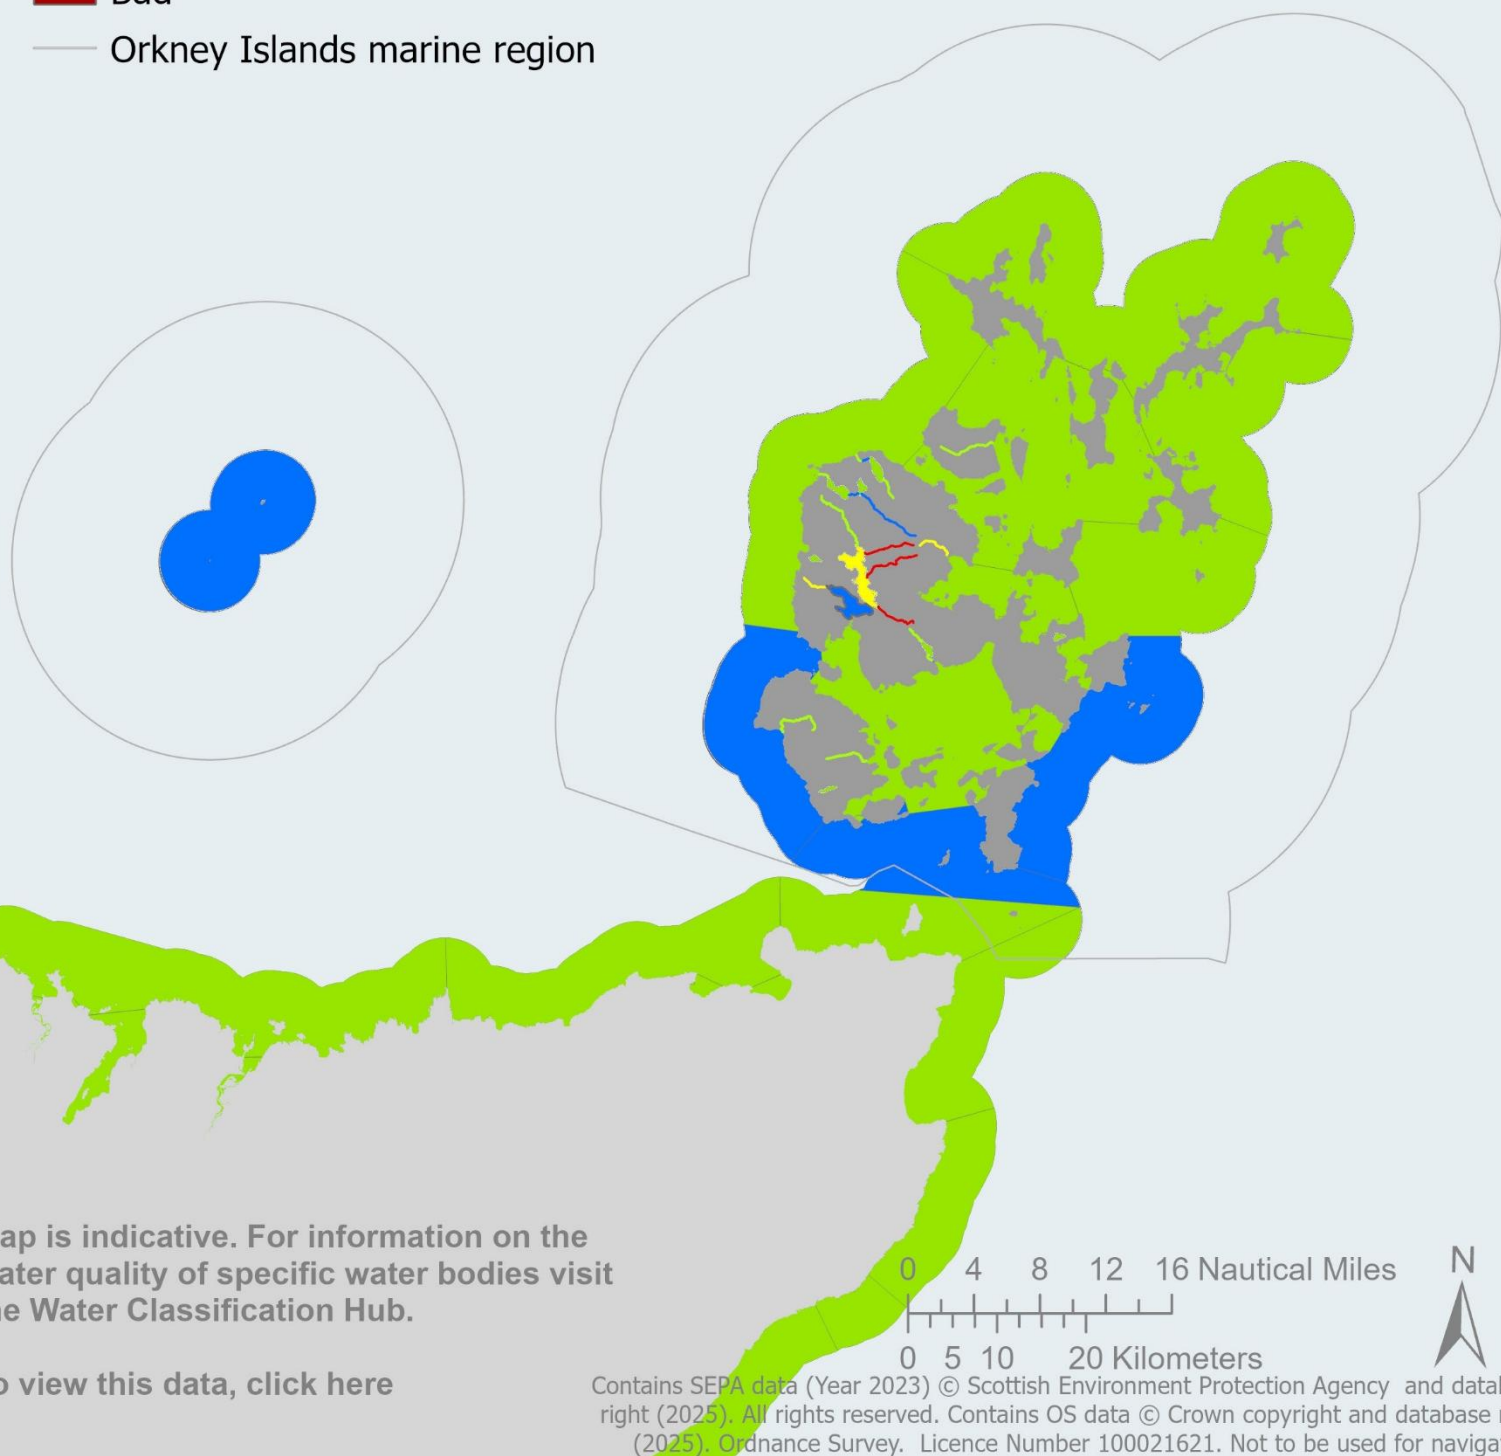 Bad
Orkney Islands marine region
ap is indicative. For information on the
ater quality of specific water bodies visit
e Water Classification Hub.
o view this data, click here
0 4 8 12 16 Nautical Miles
0 5 10 20 Kilometers
N
Contains SEPA data (Year 2023) © Scottish Environment Protection Agency and datab
right (2025). All rights reserved. Contains OS data © Crown copyright and database
(2025). Ordnance Survey. Licence Number 100021621. Not to be used for naviga